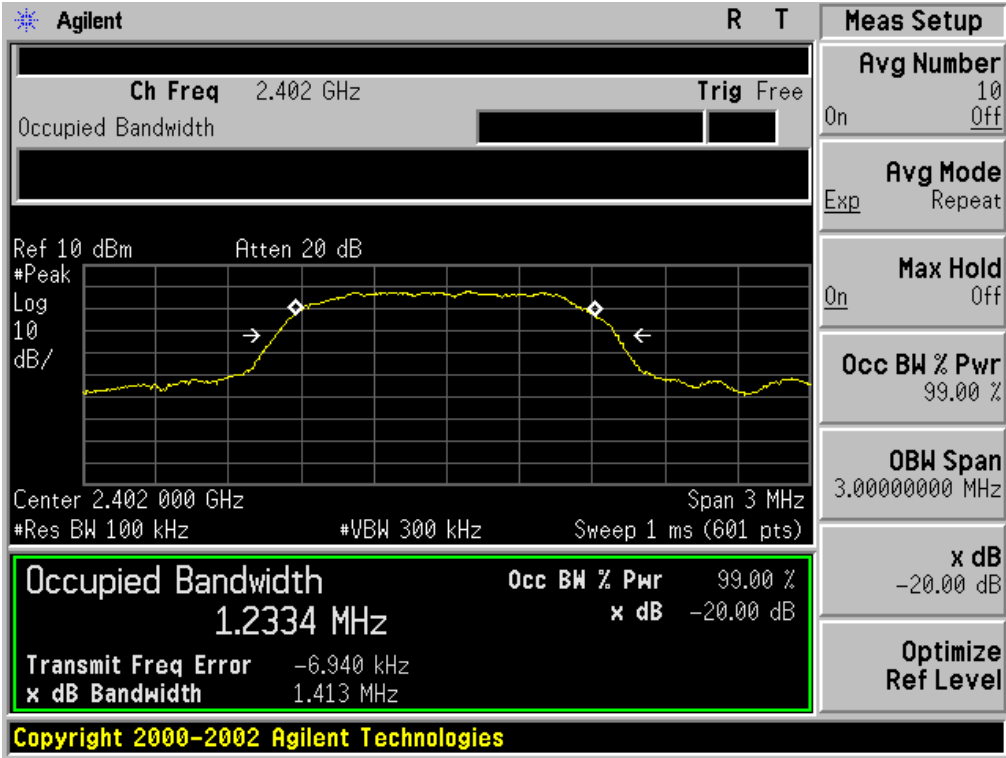 Agilent R T
Ch Freq 2.402 GHz Trig Free
Occupied Bandwidth
Ref 10 dBm Atten 20 dB
#Peak
Log
10
dB/
Center 2.402 000 GHz Span 3 MHz
#Res BW 100 kHz #VBW 300 kHz Sweep 1 ms (601 pts)
Occupied Bandwidth Occ BW % Pwr 99.00 %
1.2334 MHz x dB -20.00 dB
Transmit Freq Error -6.940 kHz
x dB Bandwidth 1.413 MHz
Copyright 2000-2002 Agilent Technologies
Meas Setup
Avg Number
10
On Off
Avg Mode
Exp Repeat
Max Hold
On Off
Occ BW % Pwr
99.00 %
OBW Span
3.00000000 MHz
x dB
-20.00 dB
Optimize
Ref Level